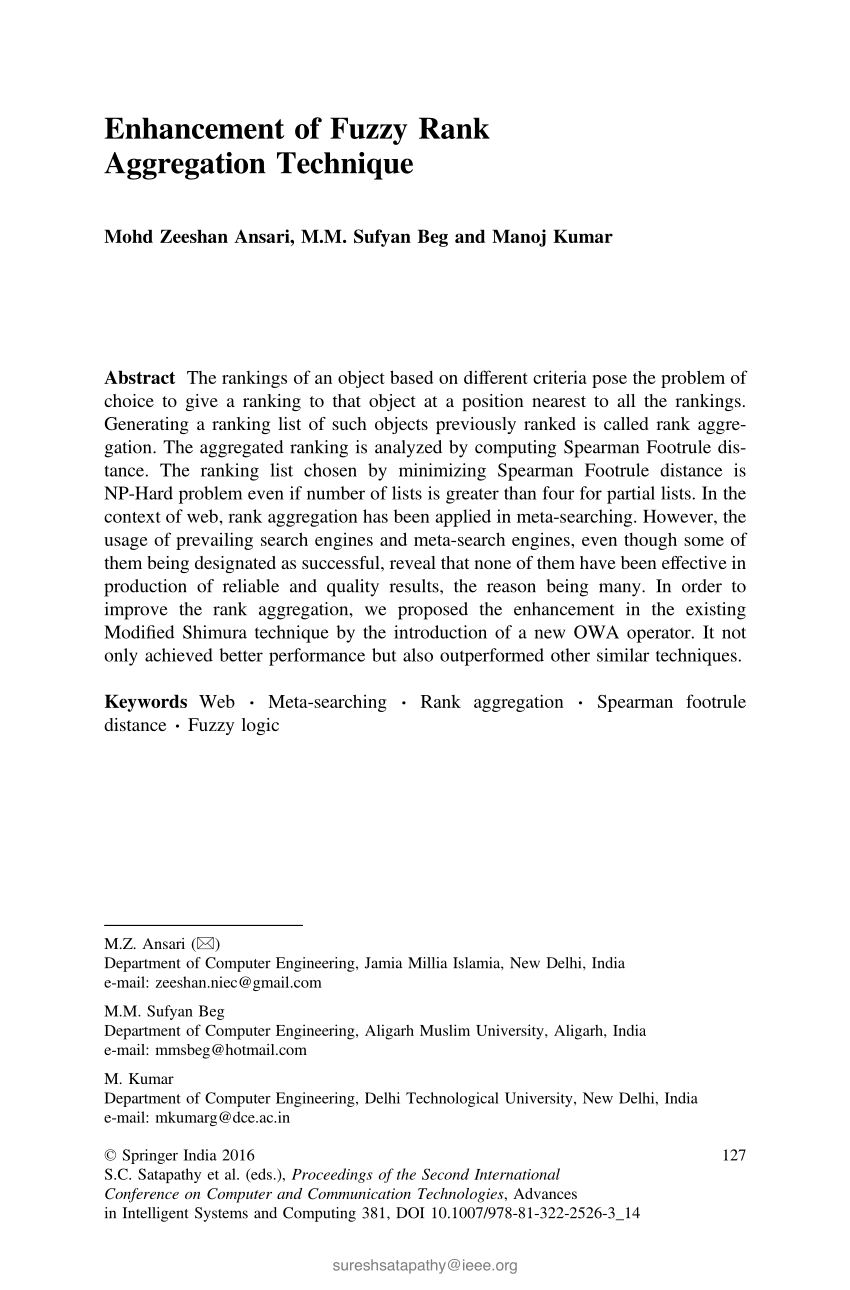 Enhancement of Fuzzy Rank
Aggregation Technique
Mohd Zeeshan Ansari, M.M. Sufyan Beg and Manoj Kumar
Abstract The rankings of an object based on different criteria pose the problem of
choice to give a ranking to that object at a position nearest to all the rankings.
Generating a ranking list of such objects previously ranked is called rank aggre-
gation. The aggregated ranking is analyzed by computing Spearman Footrule dis-
tance. The ranking list chosen by minimizing Spearman Footrule distance is
NP-Hard problem even if number of lists is greater than four for partial lists. In the
context of web, rank aggregation has been applied in meta-searching. However, the
usage of prevailing search engines and meta-search engines, even though some of
them being designated as successful, reveal that none of them have been effective in
production of reliable and quality results, the reason being many. In order to
improve the rank aggregation, we proposed the enhancement in the existing
Modified Shimura technique by the introduction of a new OWA operator. It not
only achieved better performance but also outperformed other similar techniques.
Keywords Web · Meta-searching · Rank aggregation · Spearman footrule
distance · Fuzzy logic
M.Z. Ansari (✉)
Department of Computer Engineering, Jamia Millia Islamia, New Delhi, India
e-mail: zeeshan.niec@gmail.com
M.M. Sufyan Beg
Department of Computer Engineering, Aligarh Muslim University, Aligarh, India
e-mail: mmsbeg@hotmail.com
M. Kumar
Department of Computer Engineering, Delhi Technological University, New Delhi, India
e-mail: mkumarg@dce.ac.in
© Springer India 2016 127
S.C. Satapathy et al. (eds.), Proceedings of the Second International
Conference on Computer and Communication Technologies, Advances
in Intelligent Systems and Computing 381, DOI 10.1007/978-81-322-2526-3_14
sureshsatapathy@ieee.org